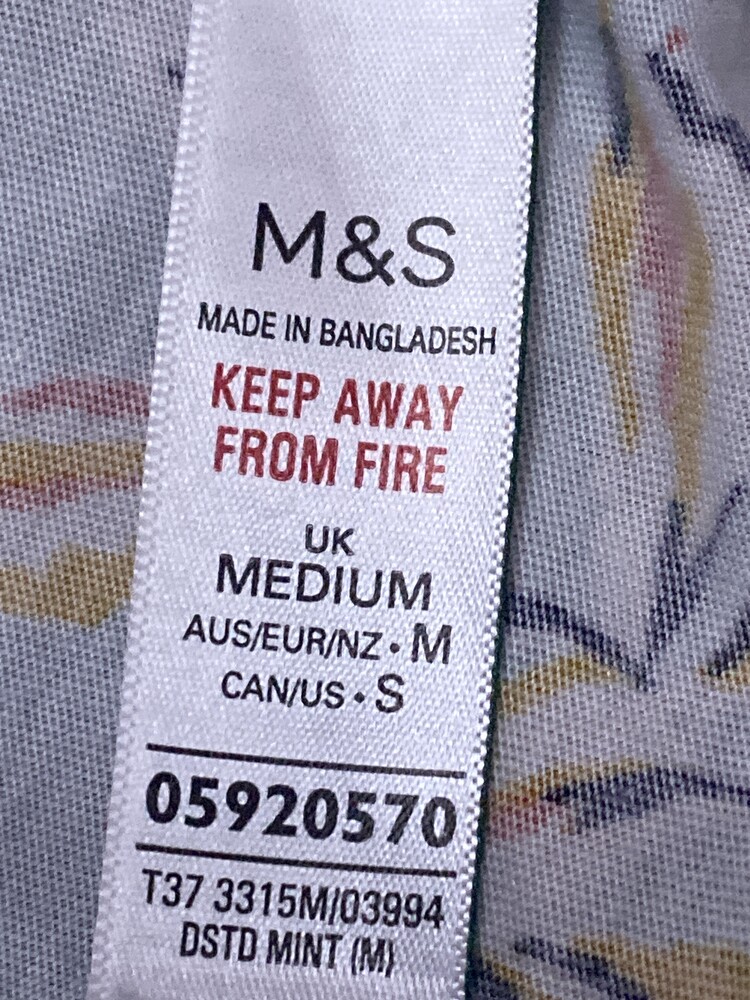 M&S
MADE IN BANGLADESH
KEEP AWAY
FROM FIRE
UK
MEDIUM
AUS/EUR/NZ • M
CAN/US • S
05920570
T37 3315M/03994
DSTD MINT (M)